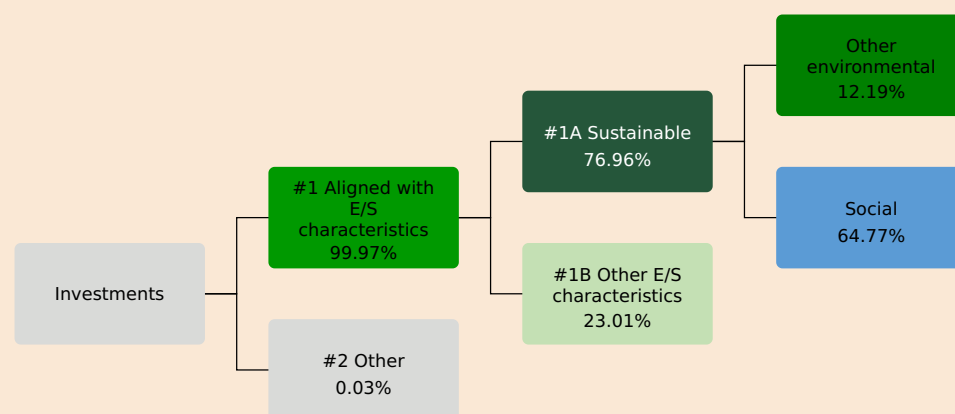 Investments
#1 Aligned with
E/S
characteristics
99.97%
#2 Other
0.03%
#1A Sustainable
76.96%
#1B Other E/S
characteristics
23.01%
Other
environmental
12.19%
Social
64.77%